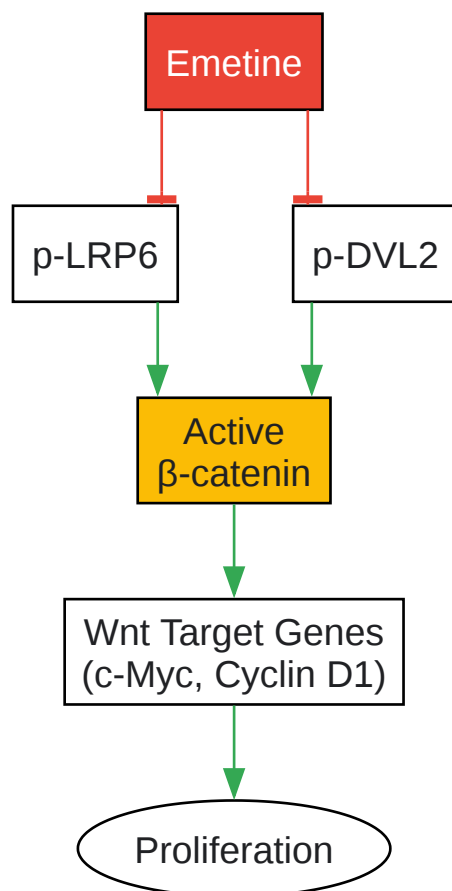 Emetine
p-LRP6
p-DVL2
Active
β-catenin
Wnt Target Genes
(c-Myc, Cyclin D1)
Proliferation